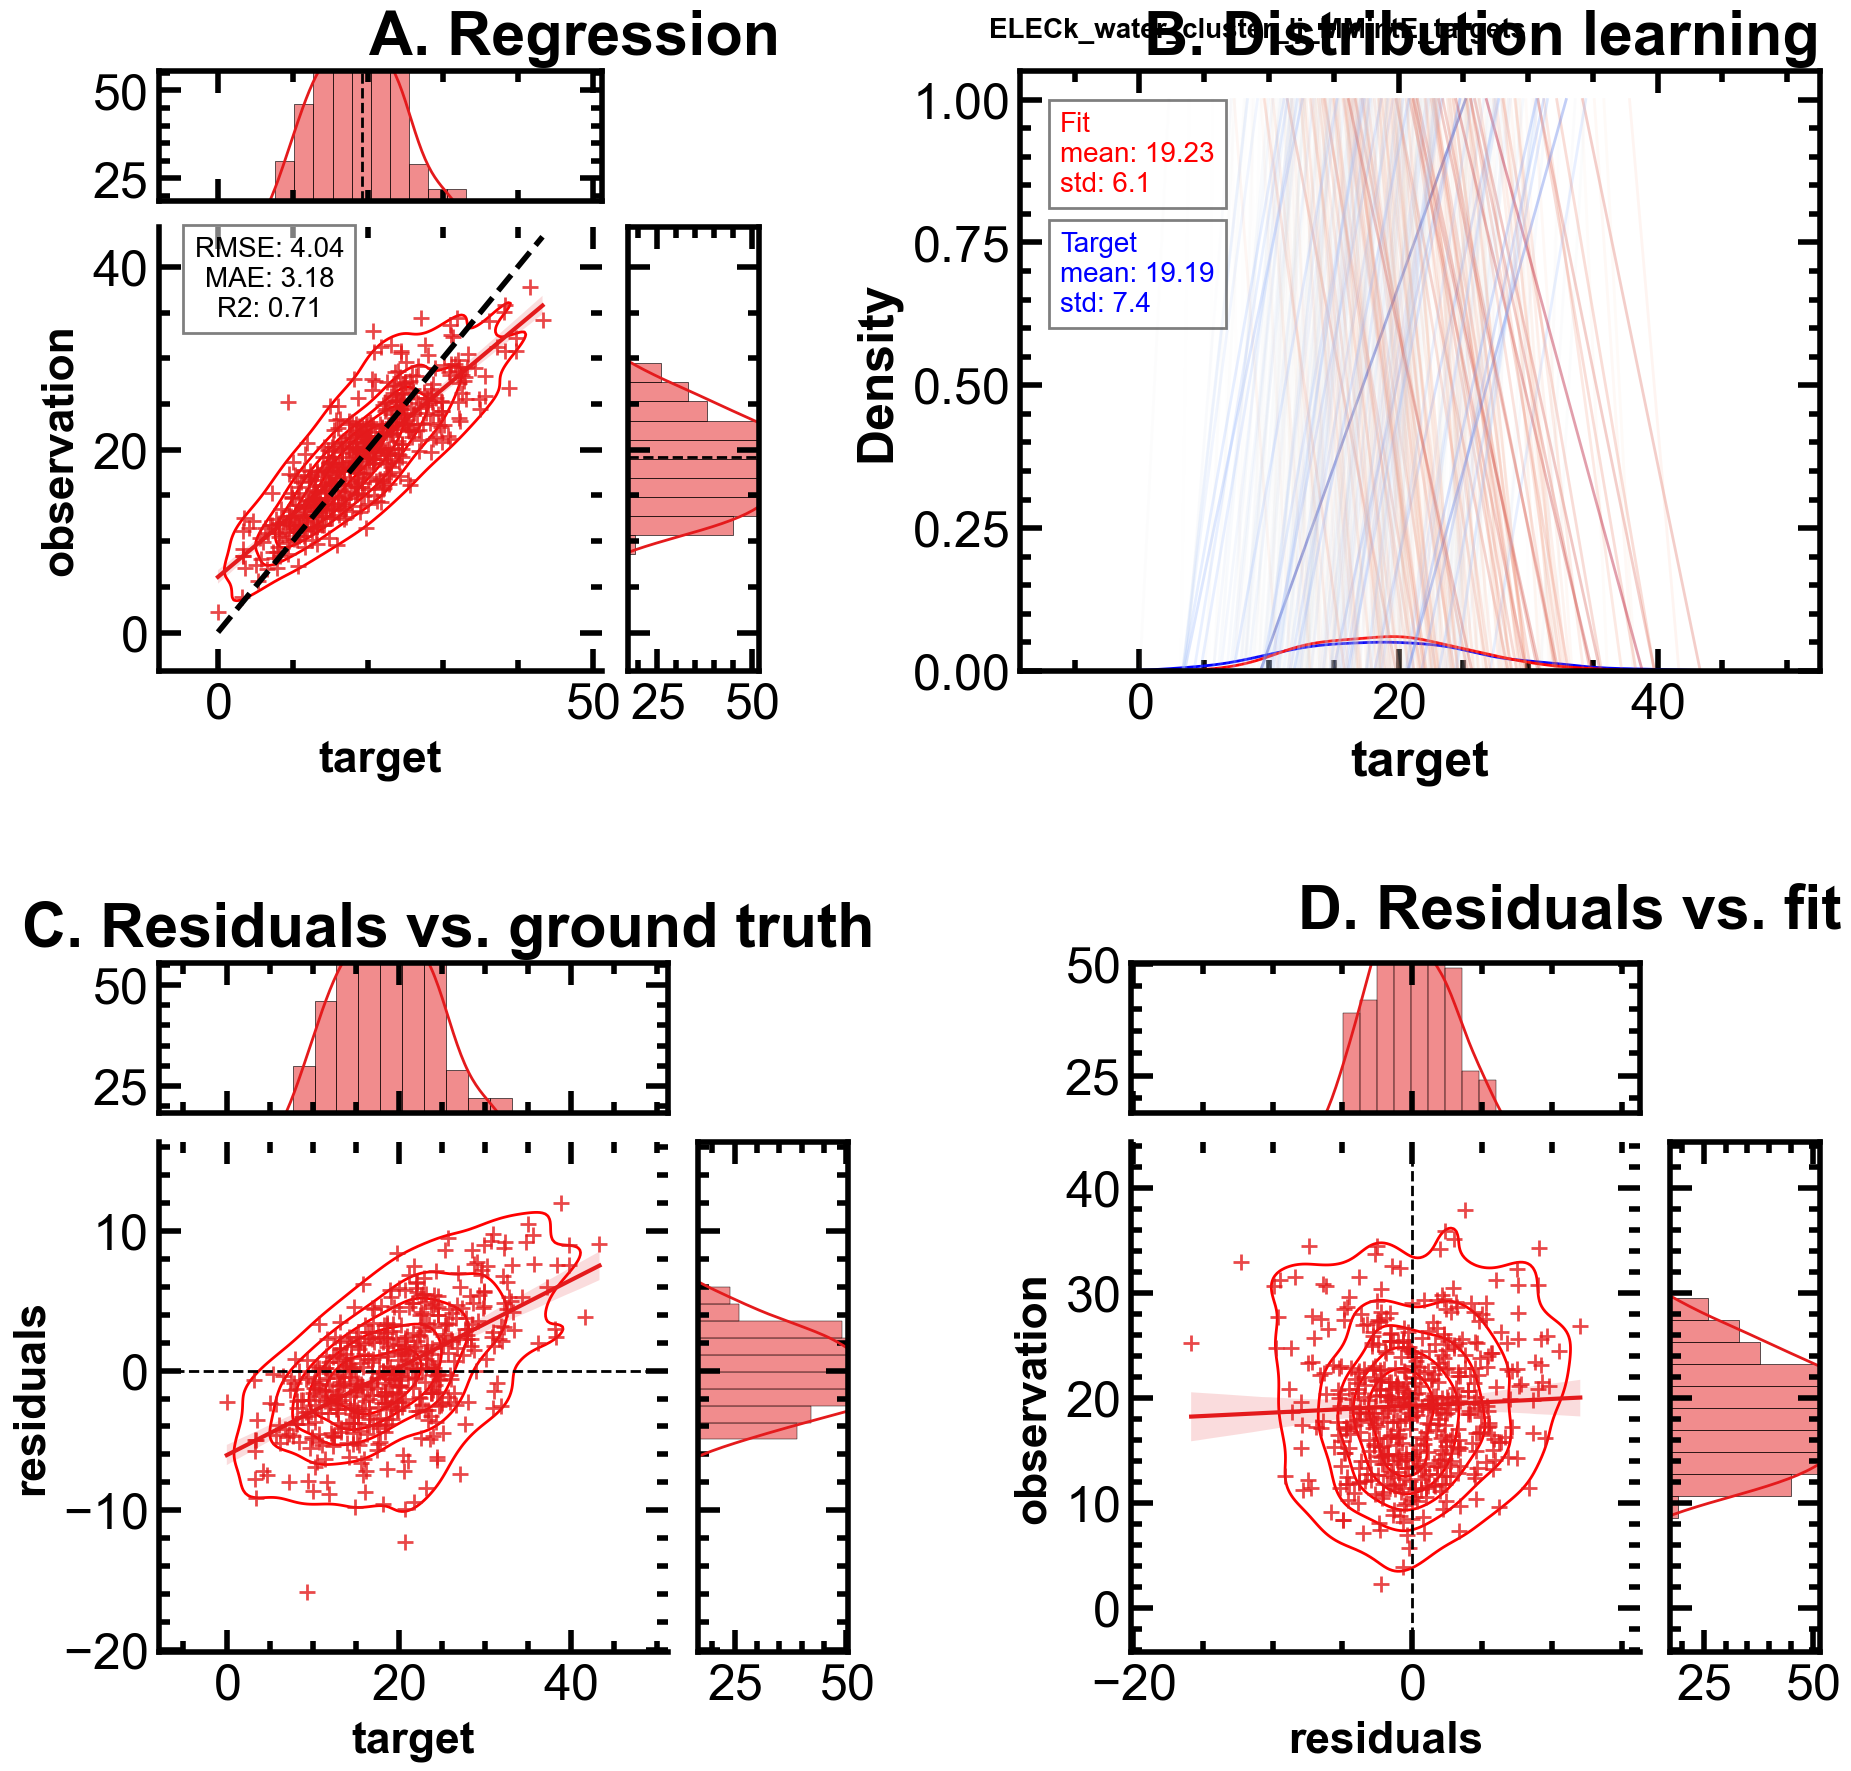 A. Regression
ELECk_water_cluster_li_MMintE_targets
B. Distribution learning
50
25
RMSE: 4.04
MAE: 3.18
R2: 0.71
40
20
0
observation
0
50
25
50
target
1.00
0.75
0.50
0.25
0.00
Density
Fit
mean: 19.23
std: 6.1
Target
mean: 19.19
std: 7.4
0
20
40
target
C. Residuals vs. ground truth
50
25
10
0
−10
−20
residuals
0
20
40
25
50
target
D. Residuals vs. fit
50
25
40
30
20
10
0
observation
−20
0
25
50
residuals